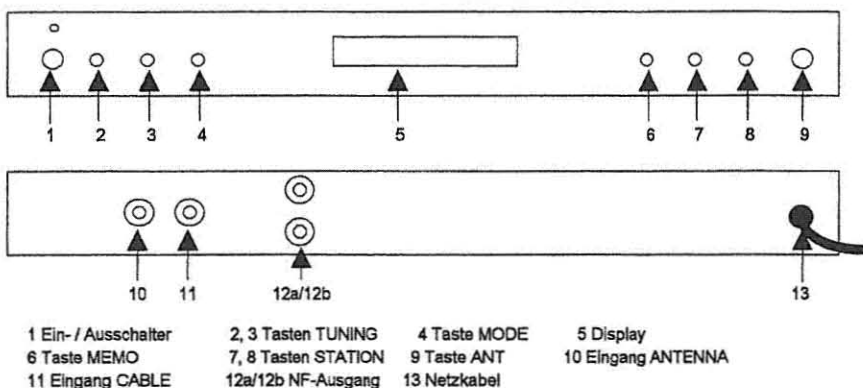 1 2 3 4 5 6 7 8 9
10 11 12a/12b 13
1 Ein- / Ausschalter 2, 3 Tasten TUNING 4 Taste MODE 5 Display
6 Taste MEMO 7, 8 Tasten STATION 9 Taste ANT 10 Eingang ANTENNA
11 Eingang CABLE 12a/12b NF-Ausgang 13 Netzkabel